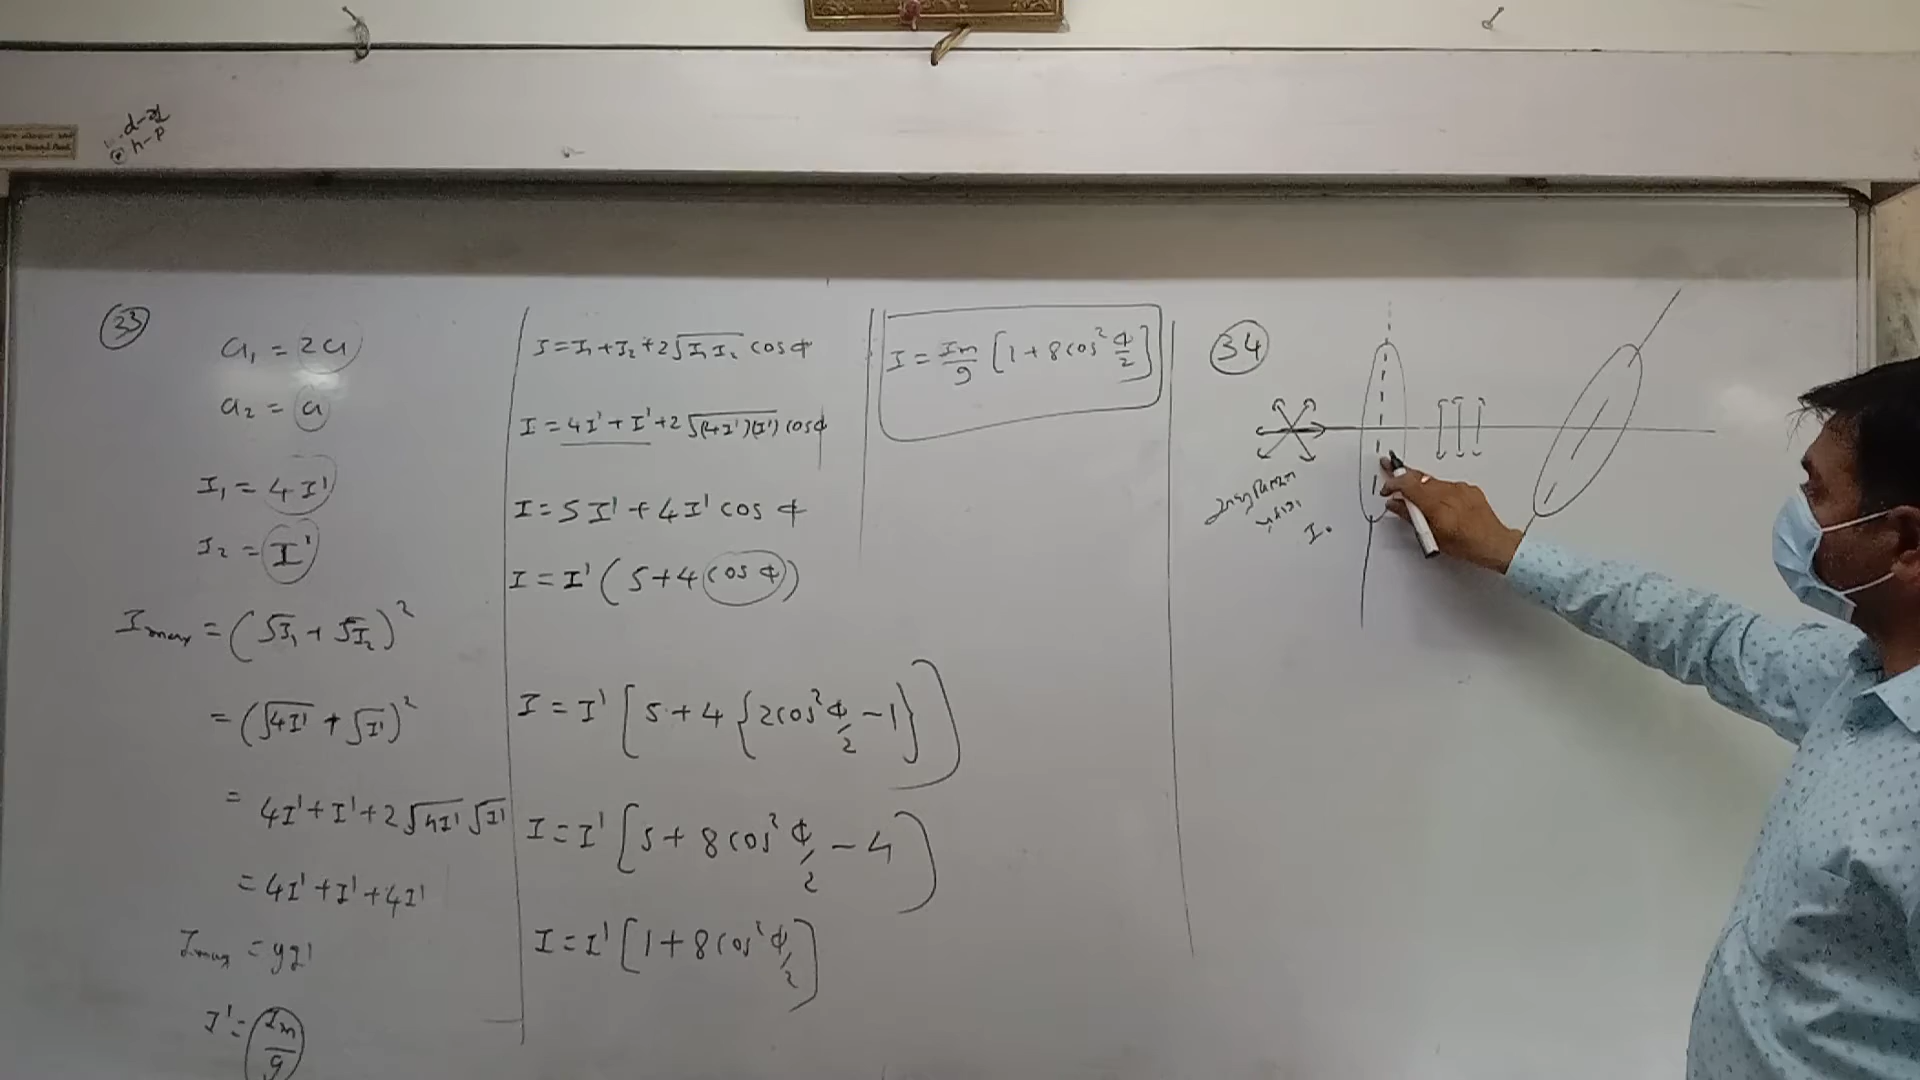 d-
n-p
33
a₁ = 2a
a₂ = a
I₁ = 4I'
I₂ = I'
Imax = (√I₁ + √I₂)²
= (√4I' + √I')²
= 4I' + I' + 2√4I' √I'
= 4I' + I' + 4I'
Imax = 9I'
I' = Im/9
I = I₁ + I₂ + 2√I₁I₂ cos φ
I = 4I' + I' + 2√(4I')(I') cos φ
I = 5I' + 4I' cos φ
I = I' (5 + 4 cos φ)
I = I' [5 + 4 {2cos² φ/2 - 1}]
I = I' [5 + 8cos² φ/2 - 4]
I = I' [1 + 8cos² φ/2]
I = Im/9 [1 + 8cos² φ/2]
34
I₀